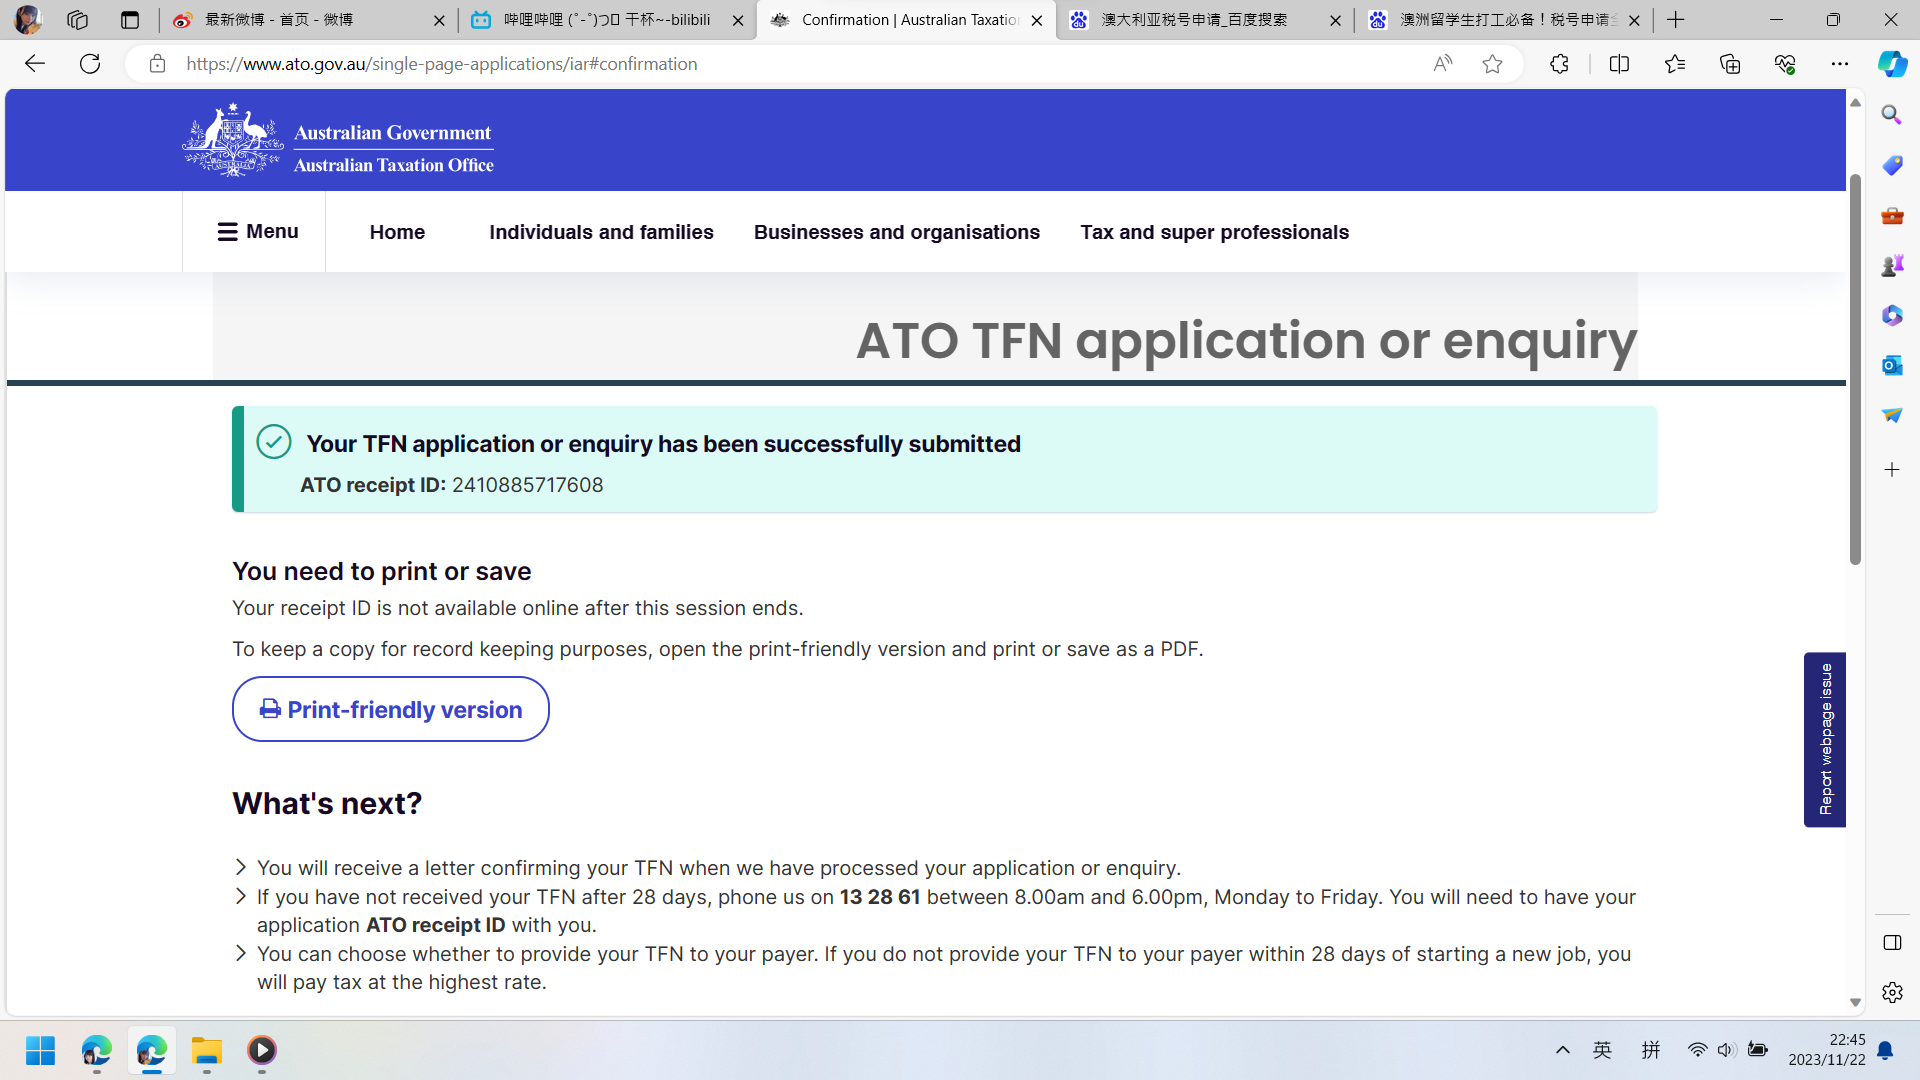 最新微博 - 首页 - 微博
哔哩哔哩 (゜-゜)つロ 干杯~-bilibili
Confirmation | Australian Taxatio
澳大利亚税号申请_百度搜索
澳洲留学生打工必备！税号申请全
https://www.ato.gov.au/single-page-applications/iar#confirmation
Australian Government
Australian Taxation Office
Menu
Home
Individuals and families
Businesses and organisations
Tax and super professionals
ATO TFN application or enquiry
Your TFN application or enquiry has been successfully submitted
ATO receipt ID: 2410885717608
You need to print or save
Your receipt ID is not available online after this session ends.
To keep a copy for record keeping purposes, open the print-friendly version and print or save as a PDF.
Print-friendly version
Report webpage issue
What's next?
You will receive a letter confirming your TFN when we have processed your application or enquiry.
If you have not received your TFN after 28 days, phone us on 13 28 61 between 8.00am and 6.00pm, Monday to Friday. You will need to have your
application ATO receipt ID with you.
You can choose whether to provide your TFN to your payer. If you do not provide your TFN to your payer within 28 days of starting a new job, you
will pay tax at the highest rate.
英
拼
22:45
2023/11/22